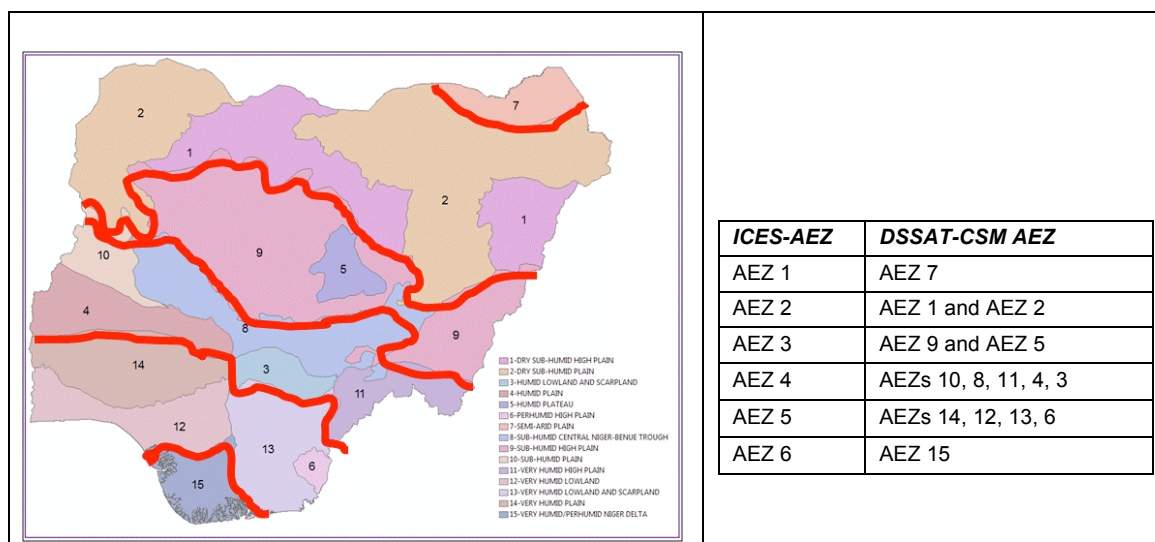 2
7
1
2
1
9
5
10
4
8
9
14
3
11
12
13
6
15
1-DRY SUB-HUMID HIGH PLAIN
2-DRY SUB-HUMID PLAIN
3-HUMID LOWLAND AND SCARPLAND
4-HUMID PLAIN
5-HUMID PLATEAU
6-PERHUMID HIGH PLAIN
7-SEMI-ARID PLAIN
8-SUB-HUMID CENTRAL NIGER-BENUE TROUGH
9-SUB-HUMID HIGH PLAIN
10-SUB-HUMID PLAIN
11-VERY HUMID HIGH PLAIN
12-VERY HUMID LOWLAND
13-VERY HUMID LOWLAND AND SCARPLAND
14-VERY HUMID PLAIN
15-VERY HUMID/PERHUMID NIGER DELTA
ICES-AEZ DSSAT-CSM AEZ
AEZ 1 AEZ 7
AEZ 2 AEZ 1 and AEZ 2
AEZ 3 AEZ 9 and AEZ 5
AEZ 4 AEZs 10, 8, 11, 4, 3
AEZ 5 AEZs 14, 12, 13, 6
AEZ 6 AEZ 15